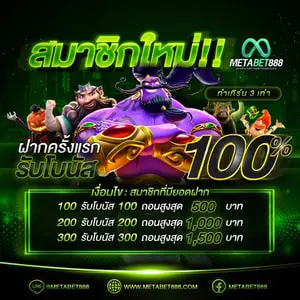 สมาชิกใหม่!!
METABET888
ทำเทิร์น 3 เท่า
ฝากครั้งแรก
รับโบนัส 100%
เงื่อนไข : สมาชิกที่มียอดฝาก
100 รับโบนัส 100 ถอนสูงสุด 500 บาท
200 รับโบนัส 200 ถอนสูงสุด 1,000 บาท
300 รับโบนัส 300 ถอนสูงสุด 1,500 บาท
@METABET888 WWW.METABET888.COM @METABET888